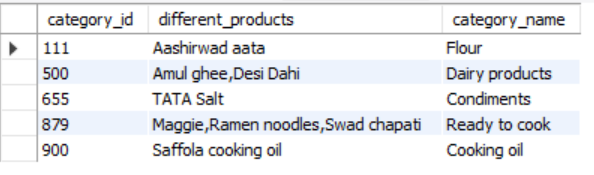 category_id different_products category_name
111 Aashirwad aata Flour
500 Amul ghee,Desi Dahi Dairy products
655 TATA Salt Condiments
879 Maggie,Ramen noodles,Swad chapati Ready to cook
900 Saffola cooking oil Cooking oil